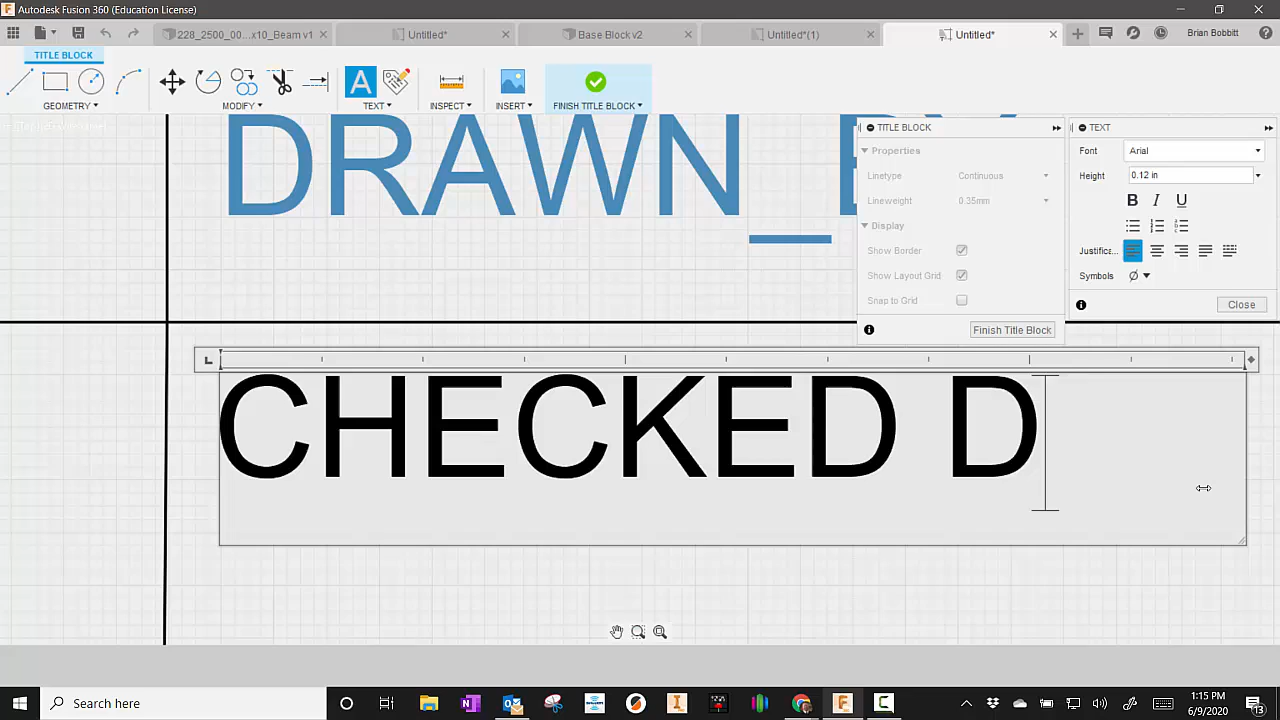 Autodesk Fusion 360 (Education License)
228_2500_00...x10_Beam v1
Untitled*
Base Block v2
Untitled*(1)
Untitled*
Brian Bobbitt
TITLE BLOCK
GEOMETRY
MODIFY
TEXT
INSPECT
INSERT
FINISH TITLE BLOCK
DRAWN_
TITLE BLOCK
Properties
Linetype Continuous
Lineweight 0.35mm
Display
Show Border
Show Layout Grid
Snap to Grid
Finish Title Block
TEXT
Font Arial
Height 0.12 in
B I U
Justifica...
Symbols
Close
CHECKED D
Search here
1:15 PM
6/9/2020